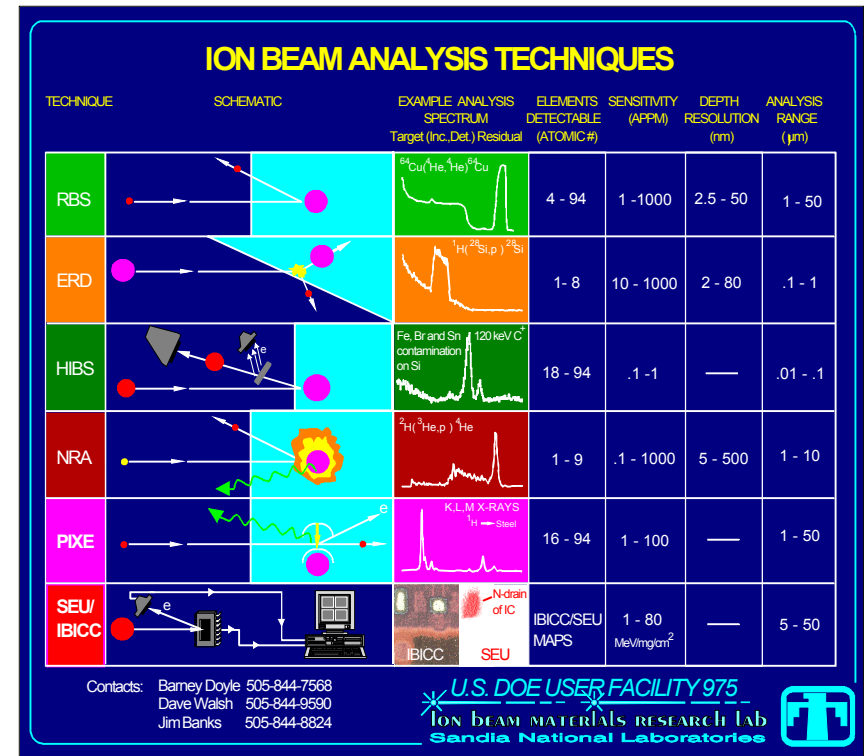 ION BEAM ANALYSIS TECHNIQUES
TECHNIQUE
SCHEMATIC
EXAMPLE ANALYSIS
SPECTRUM
Target (Inc.,Det.) Residual
ELEMENTS
DETECTABLE
(ATOMIC #)
SENSITIVITY
(APPM)
DEPTH
RESOLUTION
(nm)
ANALYSIS
RANGE
(µm)
RBS
⁶⁴Cu(⁴He,⁴He)⁶⁴Cu
4 - 94
1 -1000
2.5 - 50
1 - 50
ERD
¹H(²⁸Si,p) ²⁸Si
1- 8
10 - 1000
2 - 80
.1 - 1
HIBS
e
Fe, Br and Sn
contamination
on Si
120 keV C⁺
18 - 94
.1 -1
.01 - .1
NRA
²H(³He,p) ⁴He
1 - 9
.1 - 1000
5 - 500
1 - 10
PIXE
e
K,L,M X-RAYS
¹H → Steel
16 - 94
1 - 100
1 - 50
SEU/
IBICC
e
IBICC
N-drain
of IC
SEU
IBICC/SEU
MAPS
1 - 80
MeV/mg/cm²
5 - 50
Contacts: Barney Doyle 505-844-7568
Dave Walsh 505-844-9590
Jim Banks 505-844-8824
U.S. DOE USER FACILITY 975
Ion beam materials research lab
Sandia National Laboratories